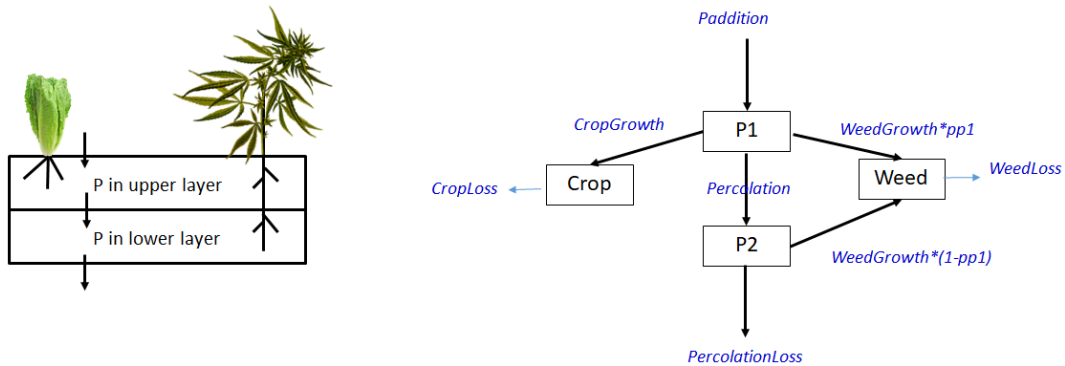 P in upper layer
P in lower layer
Paddition
CropGrowth
P1
WeedGrowth*pp1
CropLoss
Crop
Percolation
Weed
WeedLoss
P2
WeedGrowth*(1-pp1)
PercolationLoss